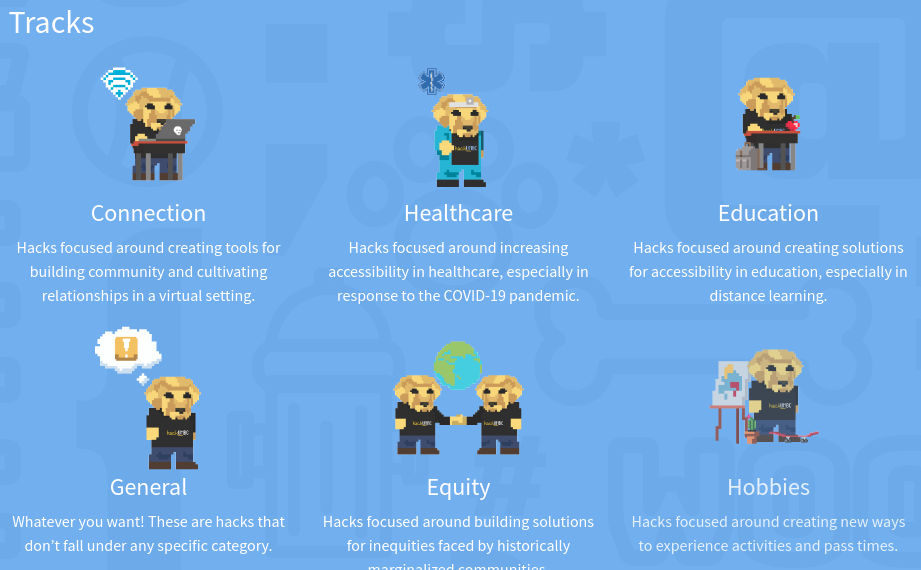 Tracks
Connection
Hacks focused around creating tools for
building community and cultivating
relationships in a virtual setting.
Healthcare
Hacks focused around increasing
accessibility in healthcare, especially in
response to the COVID-19 pandemic.
Education
Hacks focused around creating solutions
for accessibility in education, especially in
distance learning.
General
Whatever you want! These are hacks that
don’t fall under any specific category.
Equity
Hacks focused around building solutions
for inequities faced by historically
marginalized communities.
Hobbies
Hacks focused around creating new ways
to experience activities and pass times.